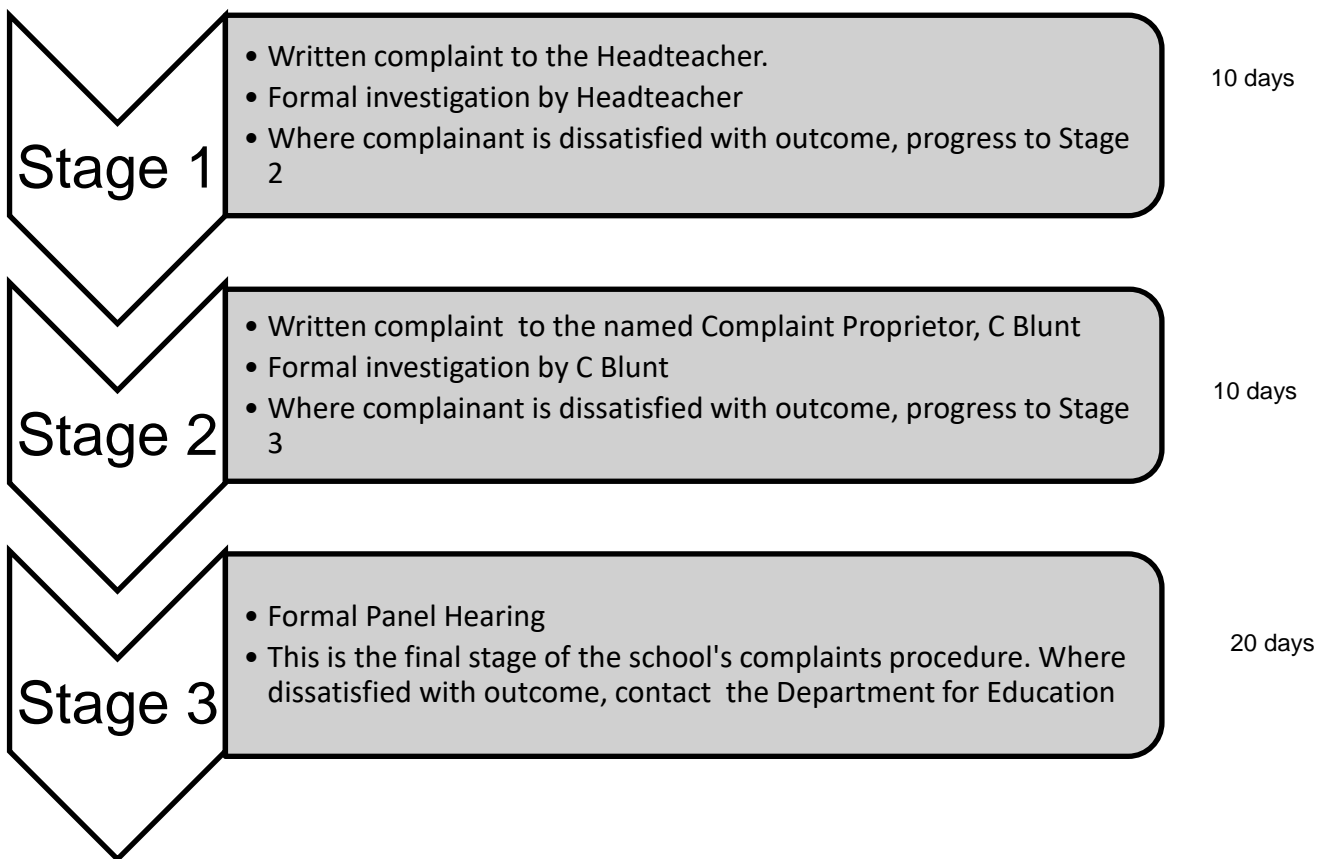 Stage 1
• Written complaint to the Headteacher.
• Formal investigation by Headteacher
• Where complainant is dissatisfied with outcome, progress to Stage
2
10 days
Stage 2
• Written complaint  to the named Complaint Proprietor, C Blunt
• Formal investigation by C Blunt
• Where complainant is dissatisfied with outcome, progress to Stage
3
10 days
Stage 3
• Formal Panel Hearing
• This is the final stage of the school's complaints procedure. Where
dissatisfied with outcome, contact  the Department for Education
20 days